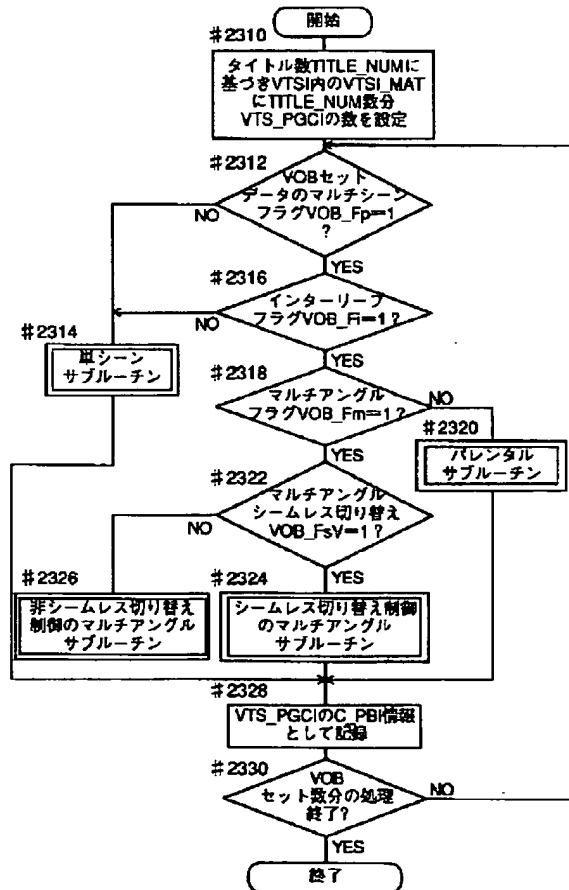 開始
#2310
タイトル数TITLE_NUMに
基づきVTSI内のVTSI_MAT
にTITLE_NUM数分
VTS_PGCIの数を設定
#2312
VOBセット
データのマルチシーン
フラグVOB_Fp=1
?
NO
YES
#2316
インターリーブ
フラグVOB_Fi=1?
NO
YES
#2314
単シーン
サブルーチン
#2318
マルチアングル
フラグVOB_Fm=1?
NO
YES
#2320
パレンタル
サブルーチン
#2322
マルチアングル
シームレス切り替え
VOB_FsV=1?
NO
YES
#2326
非シームレス切り替え
制御のマルチアングル
サブルーチン
#2324
シームレス切り替え制御
のマルチアングル
サブルーチン
#2328
VTS_PGCIのC_PBI情報
として記録
#2330
VOB
セット数分の処理
終了?
NO
YES
終了